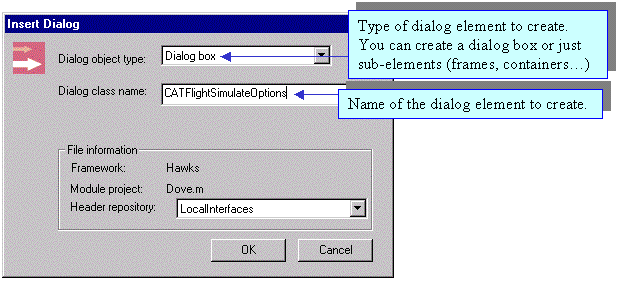 Insert Dialog
Type of dialog element to create.
You can create a dialog box or just
sub-elements (frames, containers…)
Dialog object type: Dialog box
Dialog class name: CATFlightSimulateOptions
Name of the dialog element to create.
File information
Framework: Hawks
Module project: Dove.m
Header repository: LocalInterfaces
OK Cancel